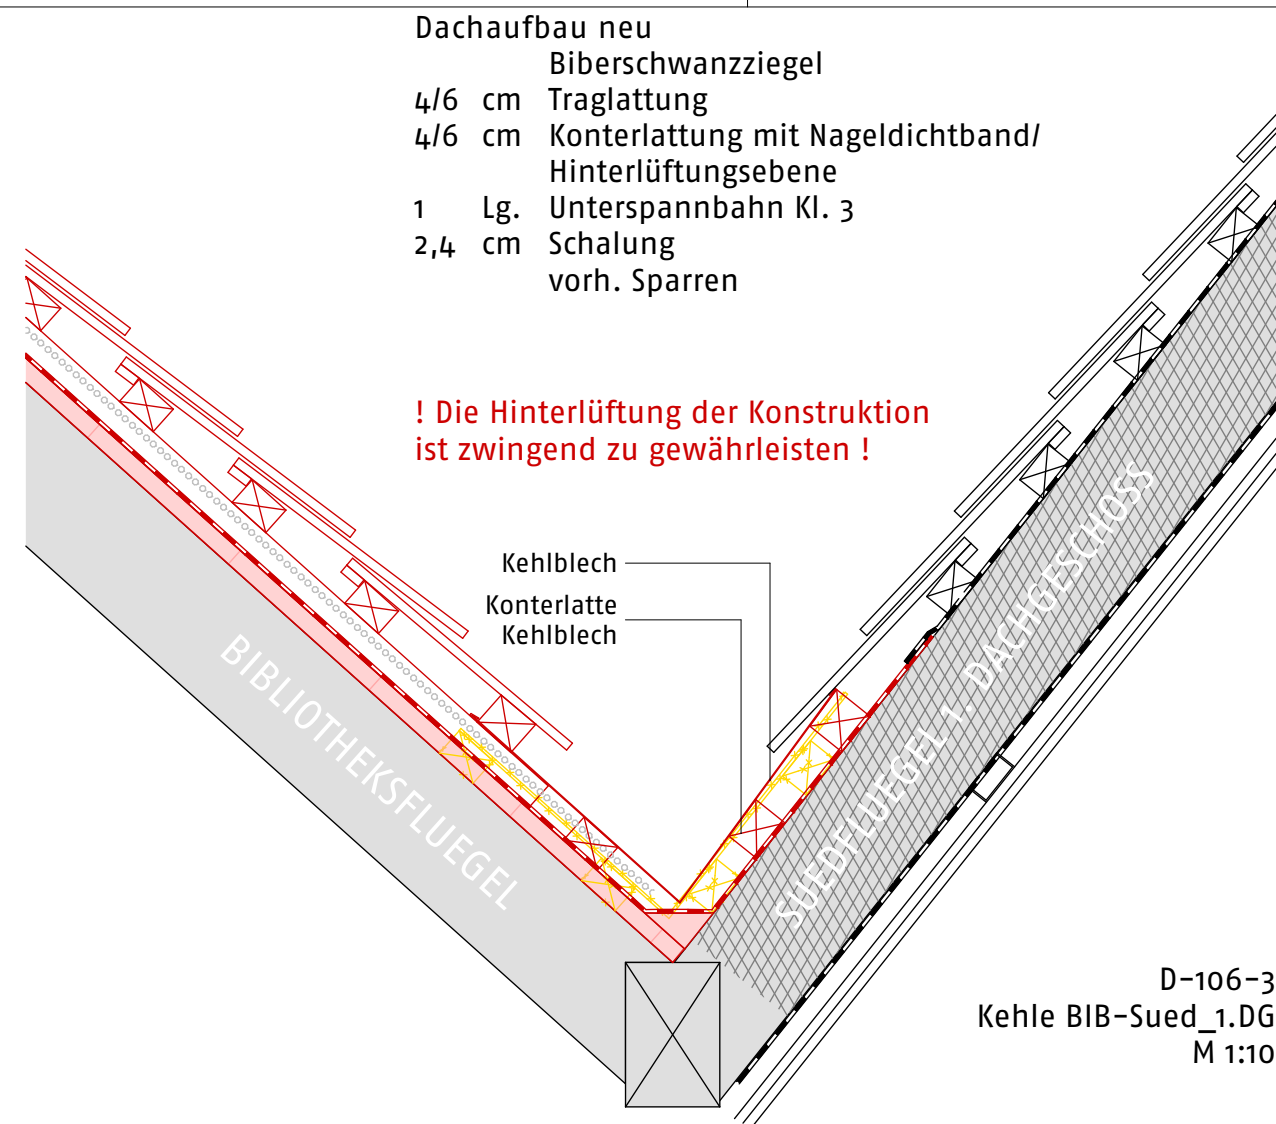 Dachaufbau neu
Biberschwanzziegel
4/6 cm Traglattung
4/6 cm Konterlattung mit Nageldichtband/
Hinterlüftungsebene
1 Lg. Unterspannbahn Kl. 3
2,4 cm Schalung
vorh. Sparren
! Die Hinterlüftung der Konstruktion
ist zwingend zu gewährleisten !
Kehlblech
Konterlatte
Kehlblech
BIBLIOTHEKSFLUEGEL
SUEDFLUEGEL 1. DACHGESCHOSS
D-106-3
Kehle BIB-Sued_1.DG
M 1:10